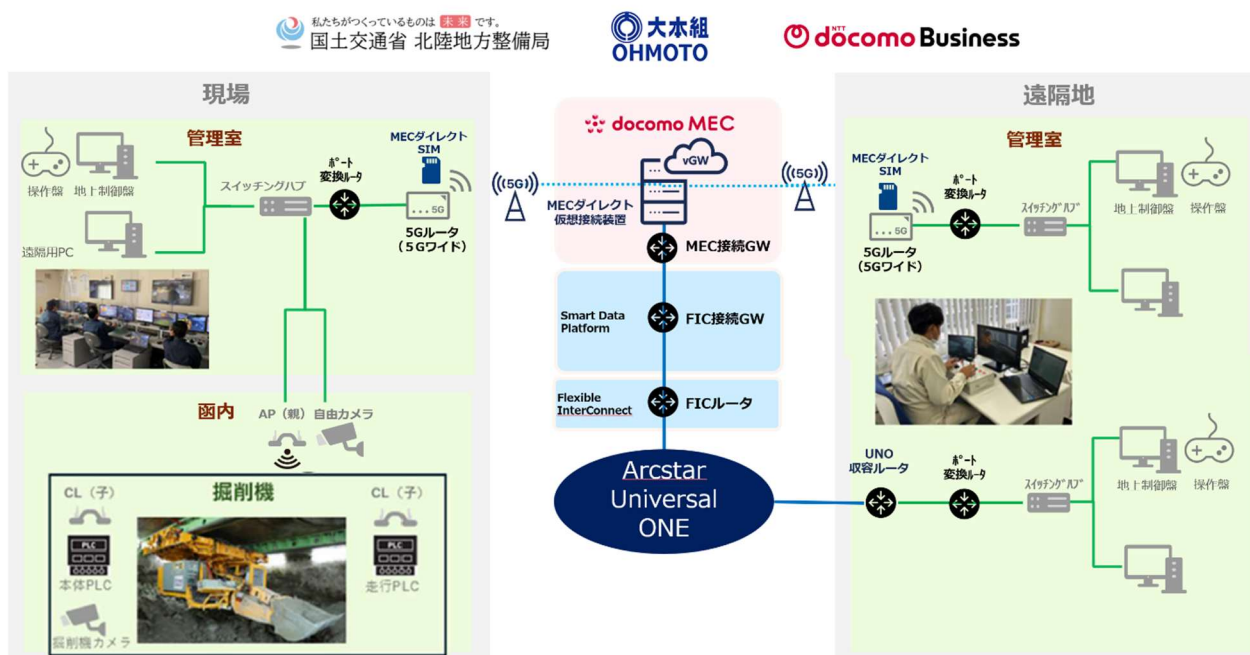 私たちがつくっているものは 未来 です。
国土交通省 北陸地方整備局
大本組
OHMOTO
NTT
docomo Business
現場
管理室
MECダイレクト
SIM
ポート
変換ルータ
操作盤
地上制御盤
スイッチングハブ
5G
5Gルータ
(5Gワイド)
遠隔用PC
函内
AP（親）
自由カメラ
掘削機
CL（子）
CL（子）
PLC
PLC
本体PLC
走行PLC
掘削機カメラ
docomo MEC
vGW
5G
5G
MECダイレクト
仮想接続装置
MEC接続GW
Smart Data
Platform
FIC接続GW
Flexible
InterConnect
FICルータ
Arcstar
Universal
ONE
遠隔地
管理室
MECダイレクト
SIM
ポート
変換ルータ
スイッチングハブ
地上制御盤
操作盤
5G
5Gルータ
(5Gワイド)
UNO
収容ルータ
ポート
変換ルータ
スイッチングハブ
地上制御盤
操作盤